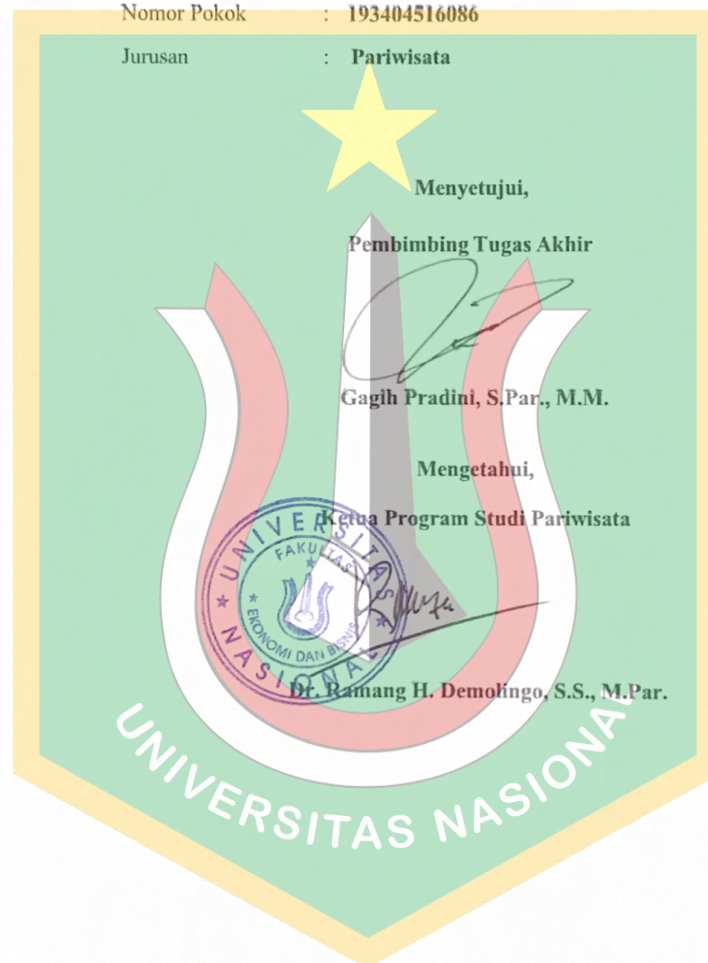 Nomor Pokok : 193404516086
Jurusan : Pariwisata
Menyetujui,
Pembimbing Tugas Akhir
Gagih Pradini, S.Par., M.M.
Mengetahui,
Ketua Program Studi Pariwisata
UNIVERSITAS
FAKULTAS
EKONOMI DAN BISNIS
NASIONAL
Dr. Ramang H. Demolingo, S.S., M.Par.
UNIVERSITAS NASIONAL